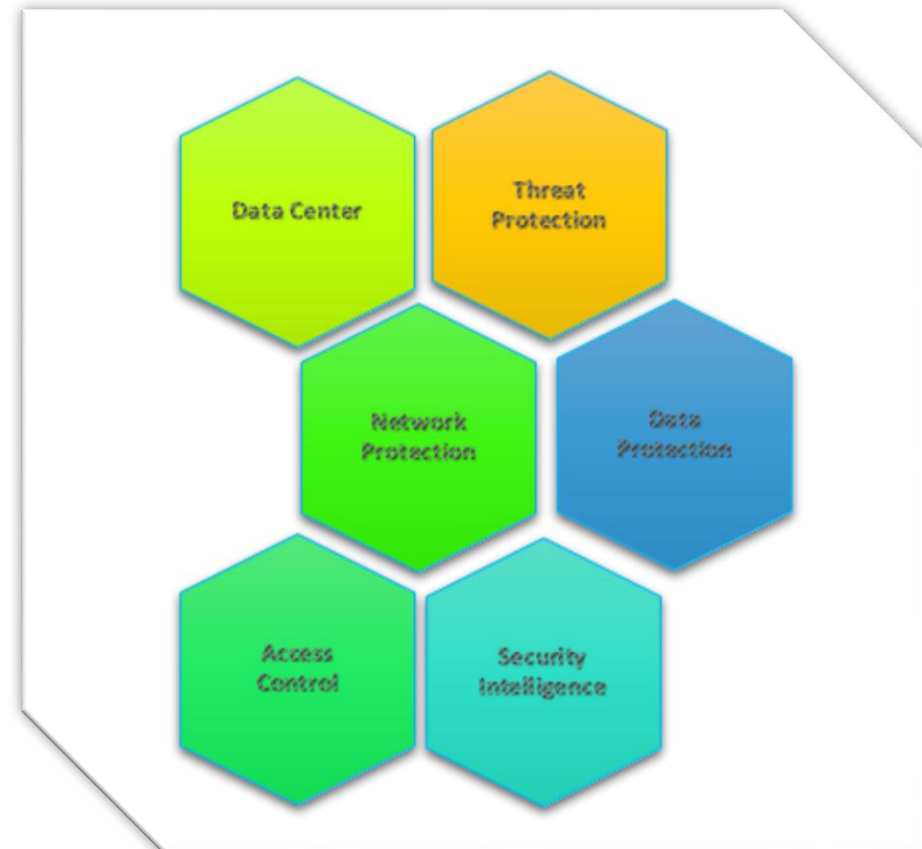 Data Center
Threat
Protection
Network
Protection
Data
Protection
Access
Control
Security
Intelligence